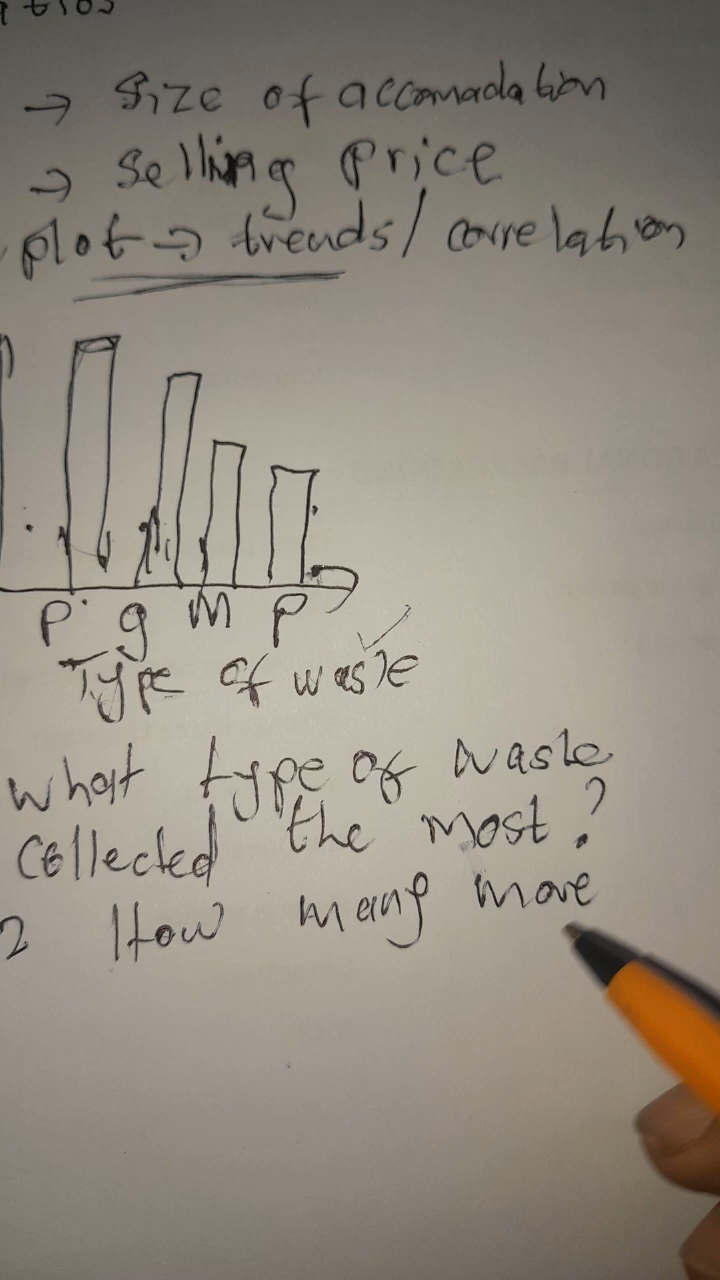 → Size of accomadation
→ Selling price
plot → trends / correlation
P g m P
Type of waste
what type of waste
collected the most?
2 How many more